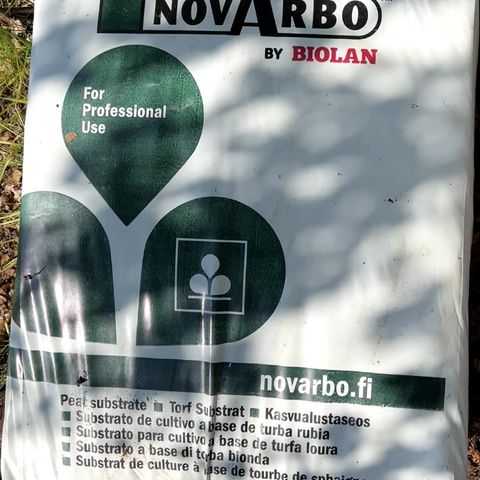 NOVARBO
BY BIOLAN
For
Professional
Use
novarbo.fi
Peat substrate ■ Torf Substrat ■ Kasvualustaseos
■ Substrato de cultivo a base de turba rubia
■ Substrato para cultivo a base de turfa loura
■ Substrato a base di torba bionda
■ Substrat de culture à base de tourbe de sphaigne